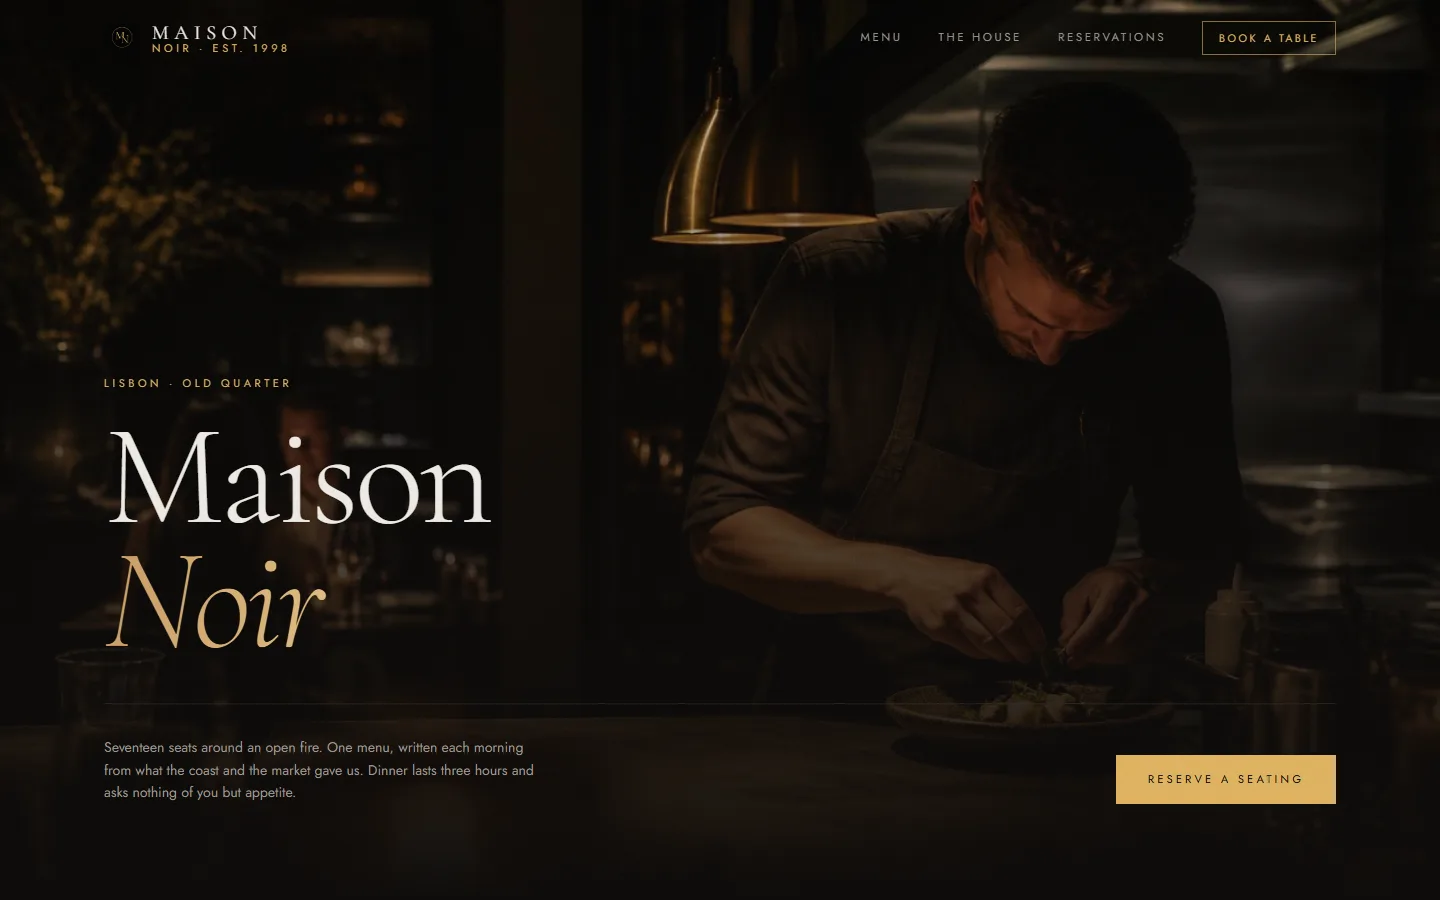 MN
MAISON
NOIR · EST. 1998
MENU
THE HOUSE
RESERVATIONS
BOOK A TABLE
LISBON · OLD QUARTER
Maison
Noir
Seventeen seats around an open fire. One menu, written each morning
from what the coast and the market gave us. Dinner lasts three hours and
asks nothing of you but appetite.
RESERVE A SEATING